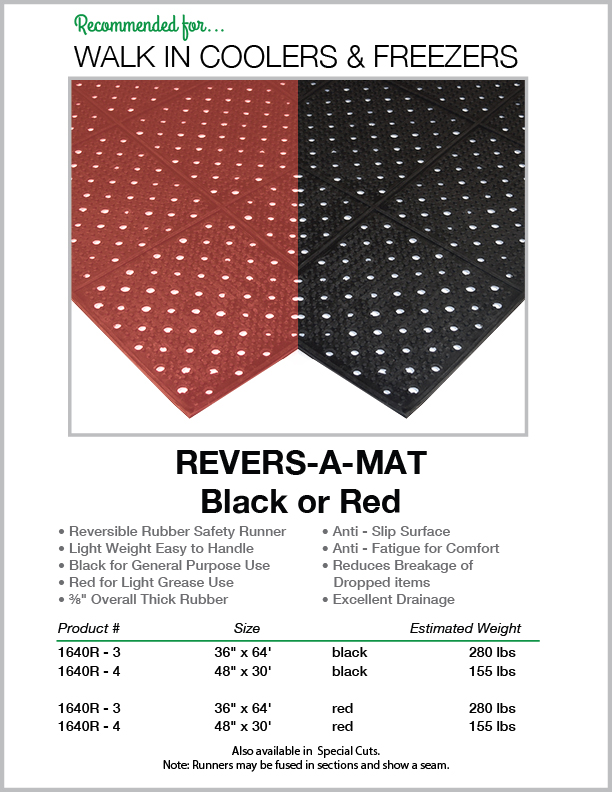 Recommended for...
WALK IN COOLERS & FREEZERS
REVERS-A-MAT
Black or Red
• Reversible Rubber Safety Runner
• Light Weight Easy to Handle
• Black for General Purpose Use
• Red for Light Grease Use
• ⅜" Overall Thick Rubber
• Anti - Slip Surface
• Anti - Fatigue for Comfort
• Reduces Breakage of
Dropped items
• Excellent Drainage
Product # Size Estimated Weight
1640R - 3 36" x 64' black 280 lbs
1640R - 4 48" x 30' black 155 lbs
1640R - 3 36" x 64' red 280 lbs
1640R - 4 48" x 30' red 155 lbs
Also available in Special Cuts.
Note: Runners may be fused in sections and show a seam.